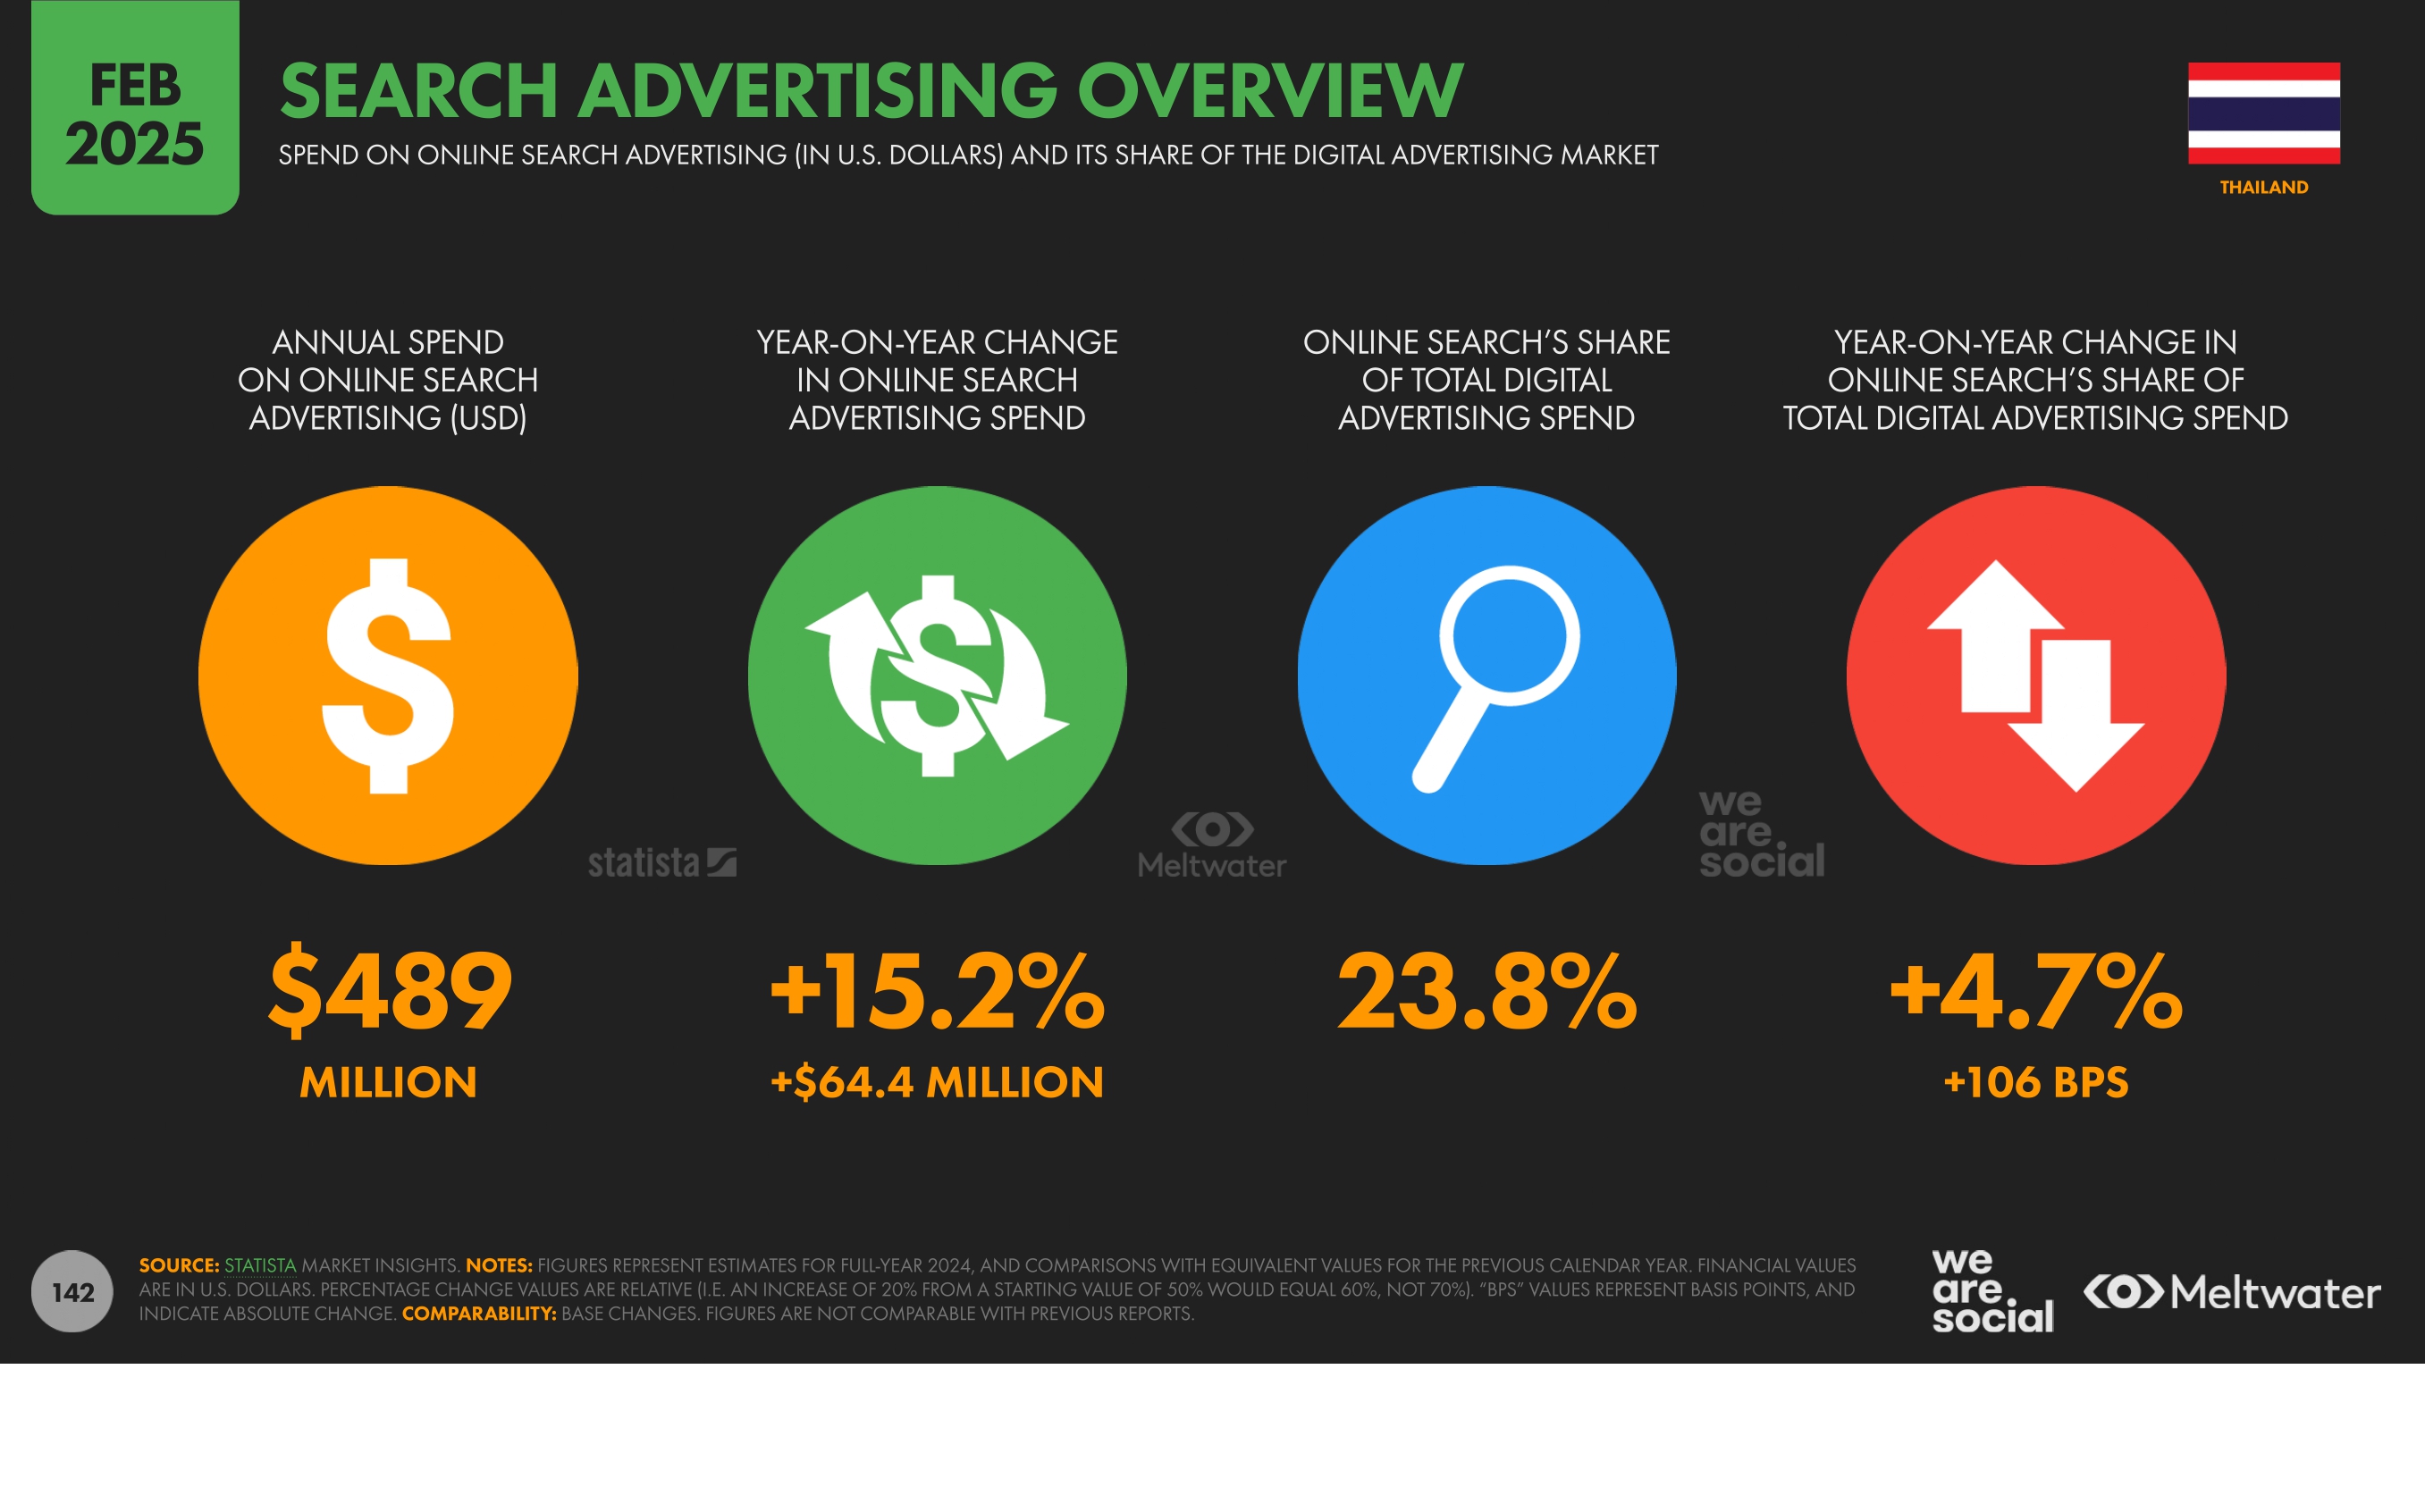 FEB
2025
SEARCH ADVERTISING OVERVIEW
SPEND ON ONLINE SEARCH ADVERTISING (IN U.S. DOLLARS) AND ITS SHARE OF THE DIGITAL ADVERTISING MARKET
THAILAND
ANNUAL SPEND
ON ONLINE SEARCH
ADVERTISING (USD)
YEAR-ON-YEAR CHANGE
IN ONLINE SEARCH
ADVERTISING SPEND
ONLINE SEARCH’S SHARE
OF TOTAL DIGITAL
ADVERTISING SPEND
YEAR-ON-YEAR CHANGE IN
ONLINE SEARCH’S SHARE OF
TOTAL DIGITAL ADVERTISING SPEND
$
$
statista
Meltwater
we
are
social
$489
MILLION
+15.2%
+$64.4 MILLION
23.8%
+4.7%
+106 BPS
142
SOURCE: STATISTA MARKET INSIGHTS. NOTES: FIGURES REPRESENT ESTIMATES FOR FULL-YEAR 2024, AND COMPARISONS WITH EQUIVALENT VALUES FOR THE PREVIOUS CALENDAR YEAR. FINANCIAL VALUES
ARE IN U.S. DOLLARS. PERCENTAGE CHANGE VALUES ARE RELATIVE (I.E. AN INCREASE OF 20% FROM A STARTING VALUE OF 50% WOULD EQUAL 60%, NOT 70%). “BPS” VALUES REPRESENT BASIS POINTS, AND
INDICATE ABSOLUTE CHANGE. COMPARABILITY: BASE CHANGES. FIGURES ARE NOT COMPARABLE WITH PREVIOUS REPORTS.
we
are
social
Meltwater